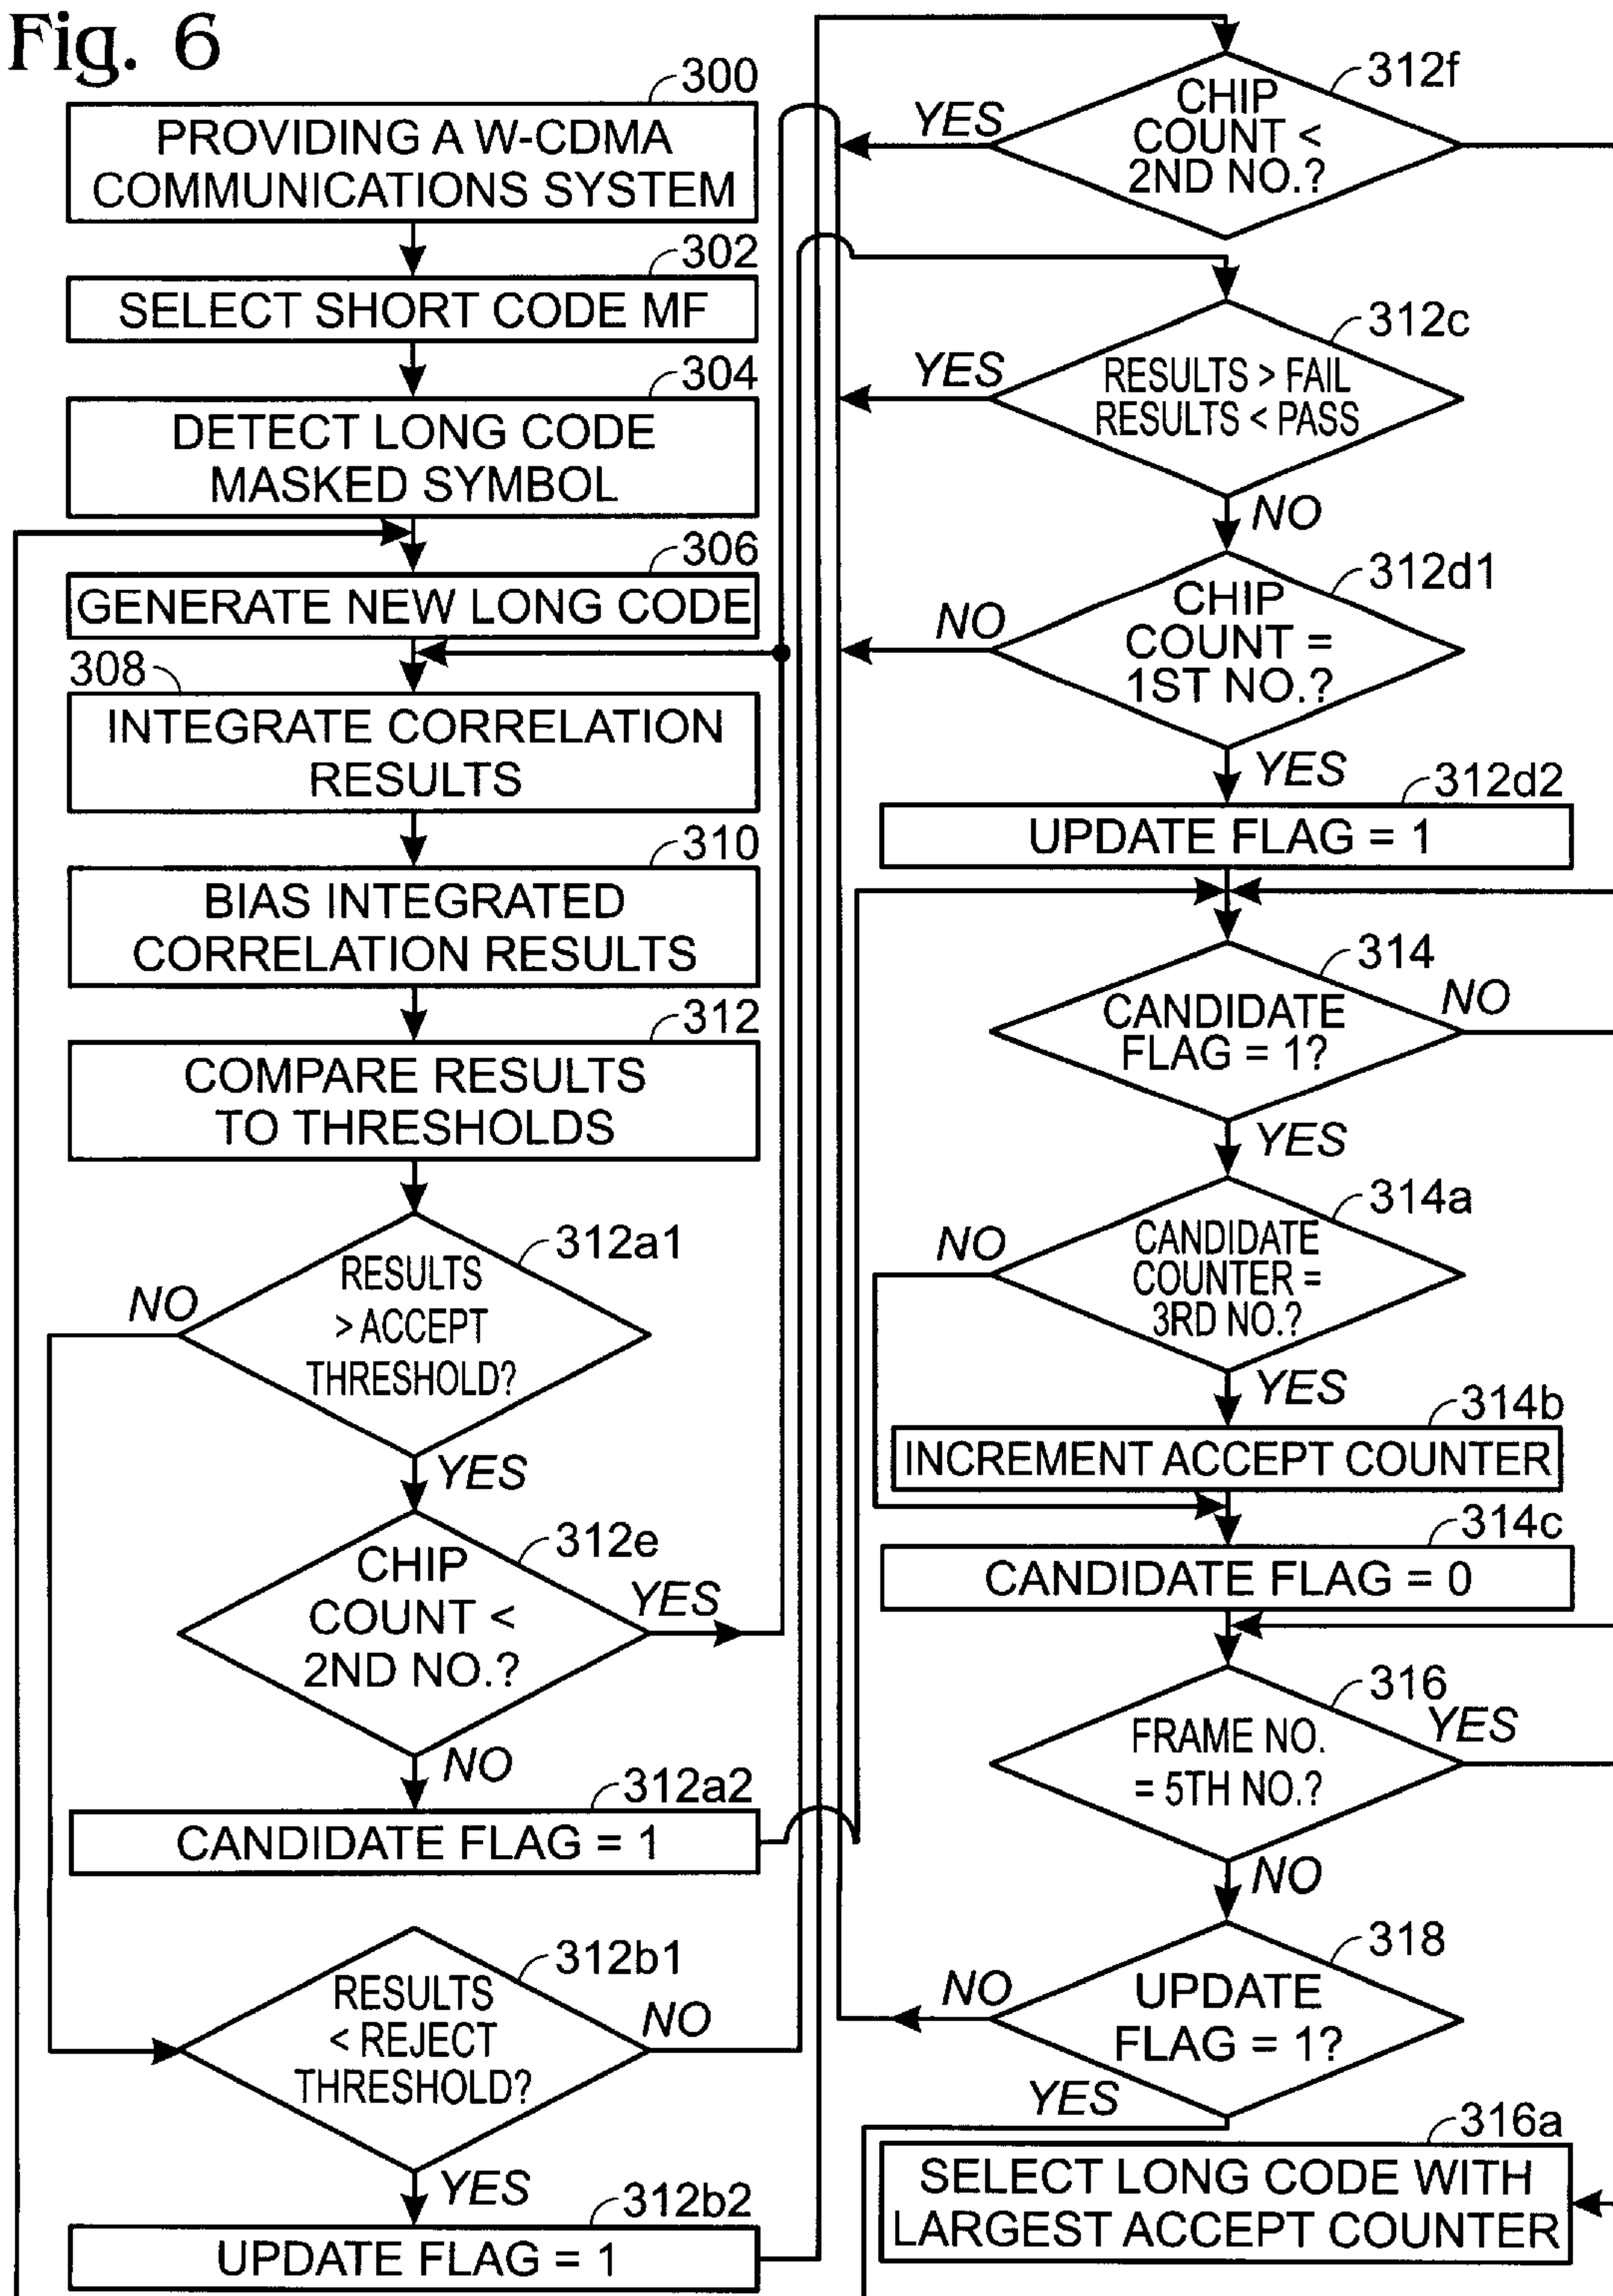 Fig. 6
300
PROVIDING A W-CDMA
COMMUNICATIONS SYSTEM
302
SELECT SHORT CODE MF
304
DETECT LONG CODE
MASKED SYMBOL
306
GENERATE NEW LONG CODE
308
INTEGRATE CORRELATION
RESULTS
310
BIAS INTEGRATED
CORRELATION RESULTS
312
COMPARE RESULTS
TO THRESHOLDS
312a1
RESULTS
> ACCEPT
THRESHOLD?
NO
YES
312e
CHIP
COUNT <
2ND NO.?
YES
NO
312a2
CANDIDATE FLAG = 1
312b1
RESULTS
< REJECT
THRESHOLD?
NO
YES
312b2
UPDATE FLAG = 1
312f
CHIP
COUNT <
2ND NO.?
YES
312c
RESULTS > FAIL
RESULTS < PASS
YES
NO
312d1
CHIP
COUNT =
1ST NO.?
NO
YES
312d2
UPDATE FLAG = 1
314
CANDIDATE
FLAG = 1?
NO
YES
314a
CANDIDATE
COUNTER =
3RD NO.?
NO
YES
314b
INCREMENT ACCEPT COUNTER
314c
CANDIDATE FLAG = 0
316
FRAME NO.
= 5TH NO.?
YES
NO
318
UPDATE
FLAG = 1?
NO
YES
316a
SELECT LONG CODE WITH
LARGEST ACCEPT COUNTER